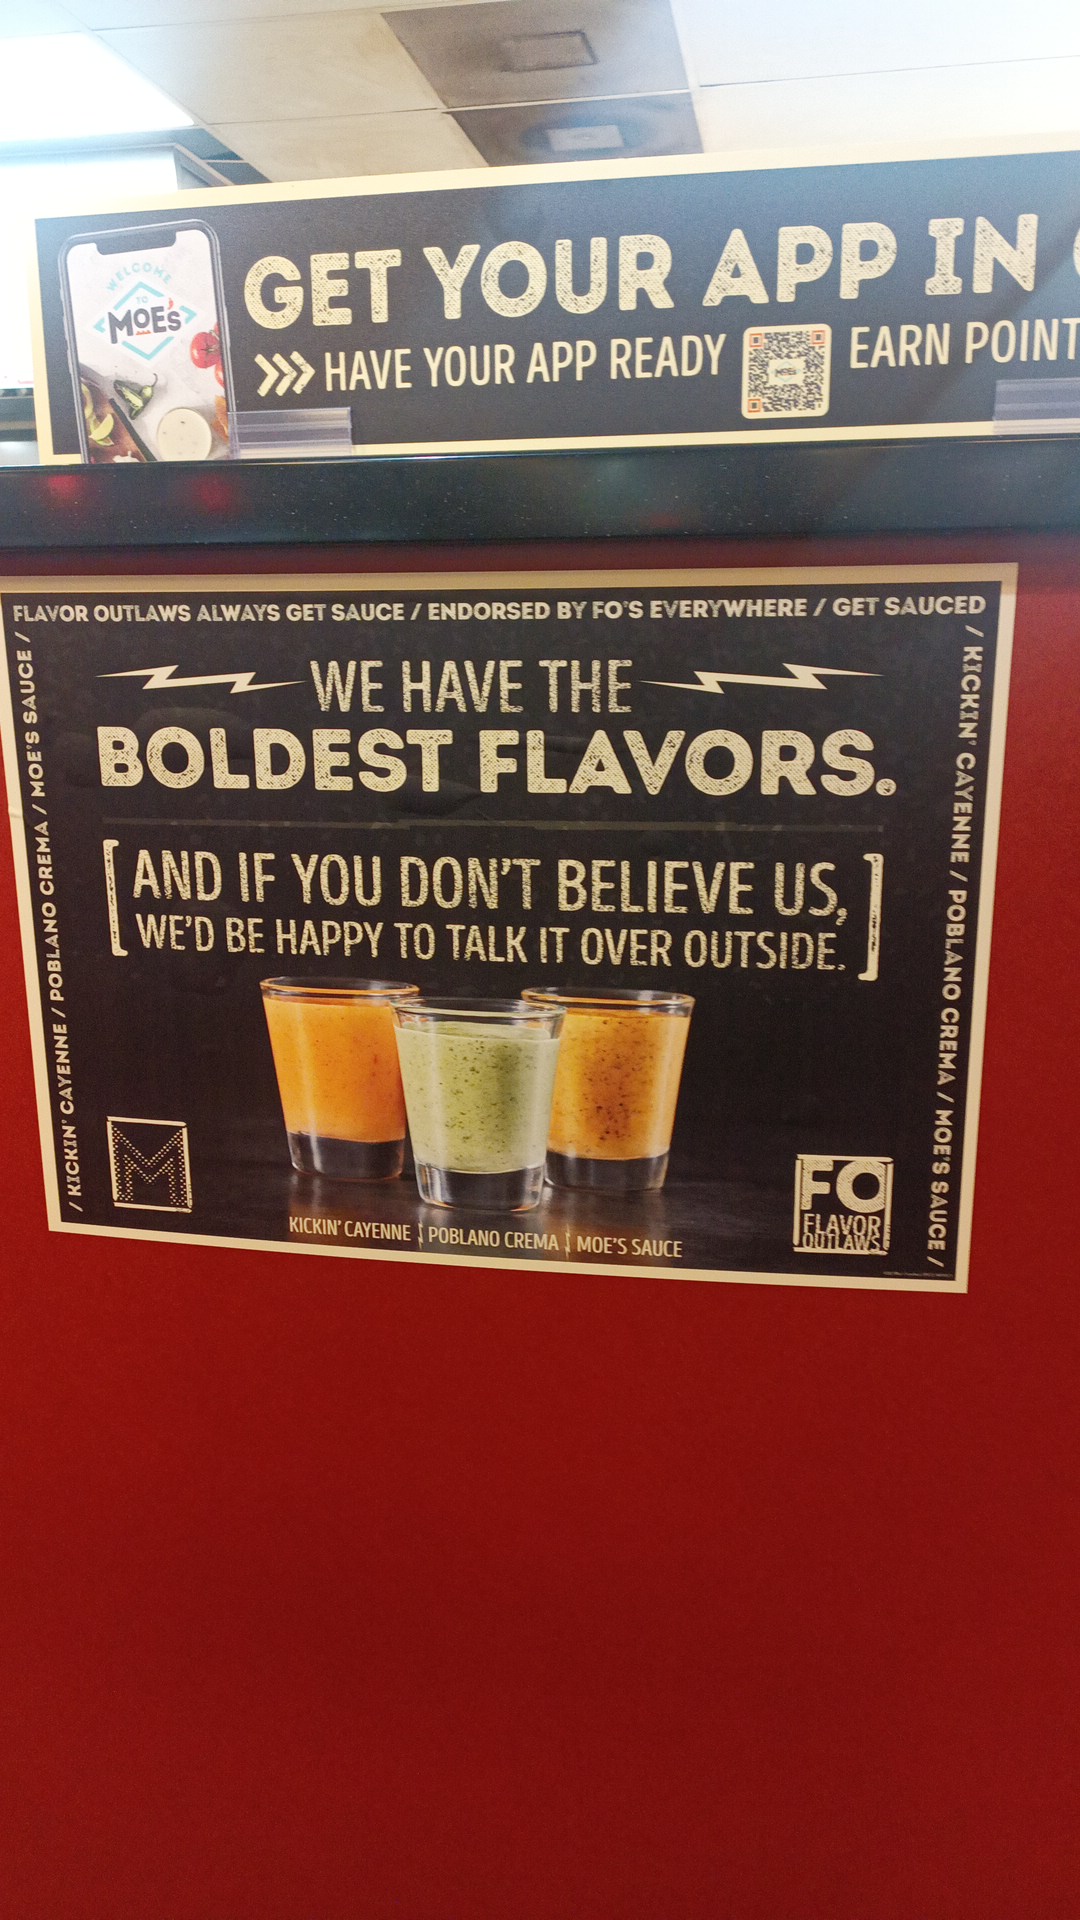 WELCOME
TO
MOE'S
GET YOUR APP IN
HAVE YOUR APP READY
MOE'S
EARN POINT
FLAVOR OUTLAWS ALWAYS GET SAUCE / ENDORSED BY FO'S EVERYWHERE / GET SAUCED
/ KICKIN' CAYENNE / POBLANO CREMA / MOE'S SAUCE /
WE HAVE THE
BOLDEST FLAVORS.
[AND IF YOU DON'T BELIEVE US,
WE'D BE HAPPY TO TALK IT OVER OUTSIDE.]
M
KICKIN' CAYENNE | POBLANO CREMA | MOE'S SAUCE
FO
FLAVOR
OUTLAWS
/ KICKIN' CAYENNE / POBLANO CREMA / MOE'S SAUCE /